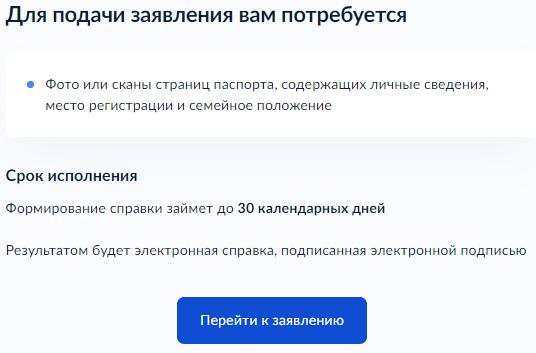 Для подачи заявления вам потребуется
Фото или сканы страниц паспорта, содержащих личные сведения,
место регистрации и семейное положение
Срок исполнения
Формирование справки займет до 30 календарных дней
Результатом будет электронная справка, подписанная электронной подписью
Перейти к заявлению